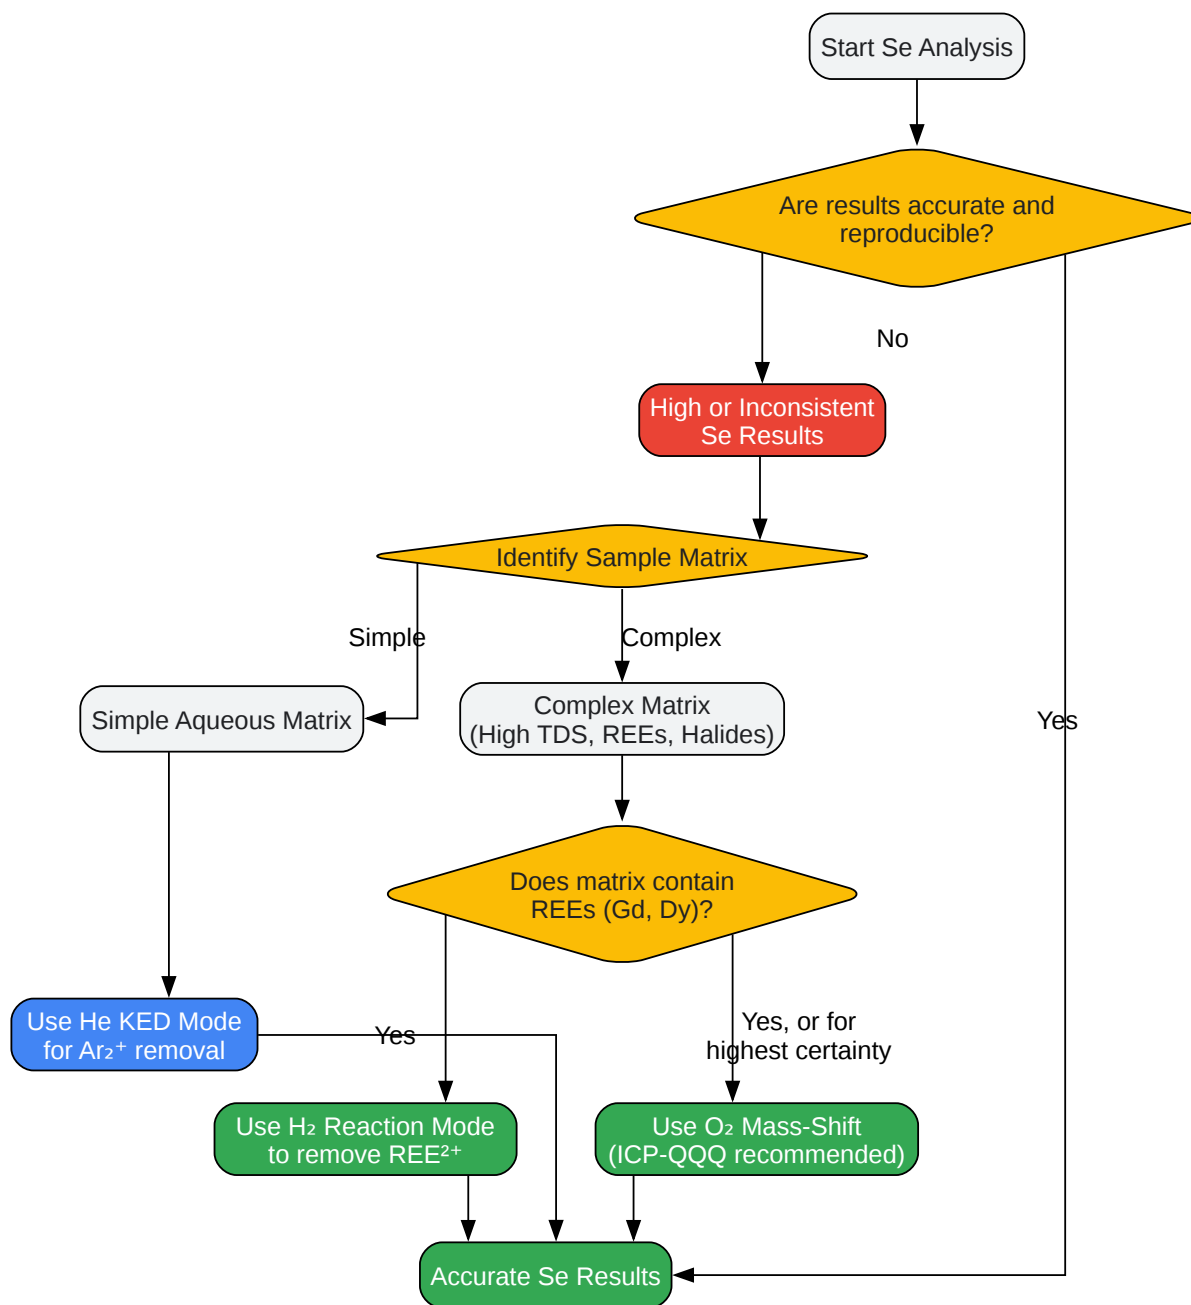 Start Se Analysis
Are results accurate and
reproducible?
No
High or Inconsistent
Se Results
Identify Sample Matrix
Simple
Complex
Simple Aqueous Matrix
Complex Matrix
(High TDS, REEs, Halides)
Yes
Does matrix contain
REEs (Gd, Dy)?
Use He KED Mode
for Ar₂⁺ removal
Yes
Yes, or for
highest certainty
Use H₂ Reaction Mode
to remove REE²⁺
Use O₂ Mass-Shift
(ICP-QQQ recommended)
Accurate Se Results